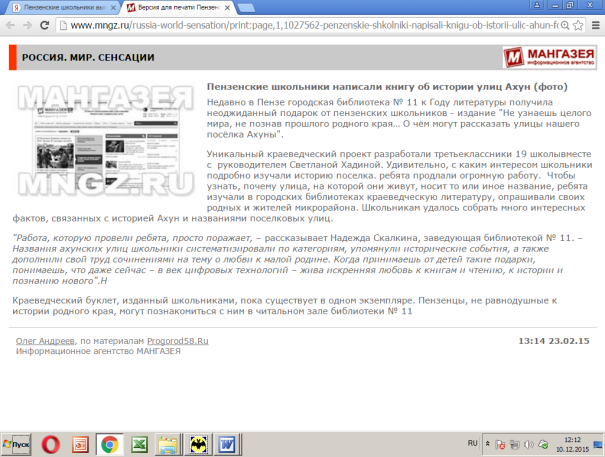 Пензенские школьники вып
Версия для печати Пензен
www.mngz.ru/russia-world-sensation/print:page,1,1027562-penzenskie-shkolniki-napisali-knigu-ob-istorii-ulic-ahun-fo
РОССИЯ. МИР. СЕНСАЦИИ
МАНГАЗЕЯ
информационное агентство
МАНГАЗЕЯ
MNGZ.RU
Пензенские школьники написали книгу об истории улиц Ахун (фото)
Недавно в Пензе городская библиотека № 11 к Году литературы получила
неожиданный подарок от пензенских школьников - издание "Не узнаешь целого
мира, не познав прошлого родного края… О чём могут рассказать улицы нашего
посёлка Ахуны".
Уникальный краеведческий проект разработали третьеклассники 19 школывместе
с руководителем Светланой Хадиной. Удивительно, с каким интересом школьники
подробно изучали историю поселка. ребята продлали огромную работу. Чтобы
узнать, почему улица, на которой они живут, носит то или иное название, ребята
изучали в городских библиотеках краеведческую литературу, опрашивали своих
родных и жителей микрорайона. Школьникам удалось собрать много интересных
фактов, связанных с историей Ахун и названиями поселковых улиц.
"Работа, которую провели ребята, просто поражает, – рассказывает Надежда Скалкина, заведующая библиотекой № 11. –
Названия ахунских улиц школьники систематизировали по категориям, упомянули исторические события, а также
дополнили свой труд сочинениями на тему о любви к малой родине. Когда принимаешь от детей такие подарки,
понимаешь, что даже сейчас – в век цифровых технологий – жива искренняя любовь к книгам и чтению, к истории и
познанию нового".Н
Краеведческий буклет, изданный школьниками, пока существует в одном экземпляре. Пензенцы, не равнодушные к
истории родного края, могут познакомиться с ним в читальном зале библиотеки № 11
Олег Андреев, по материалам Progorod58.Ru
13:14 23.02.15
Информационное агентство МАНГАЗЕЯ
Пуск
RU
12:12
10.12.2015